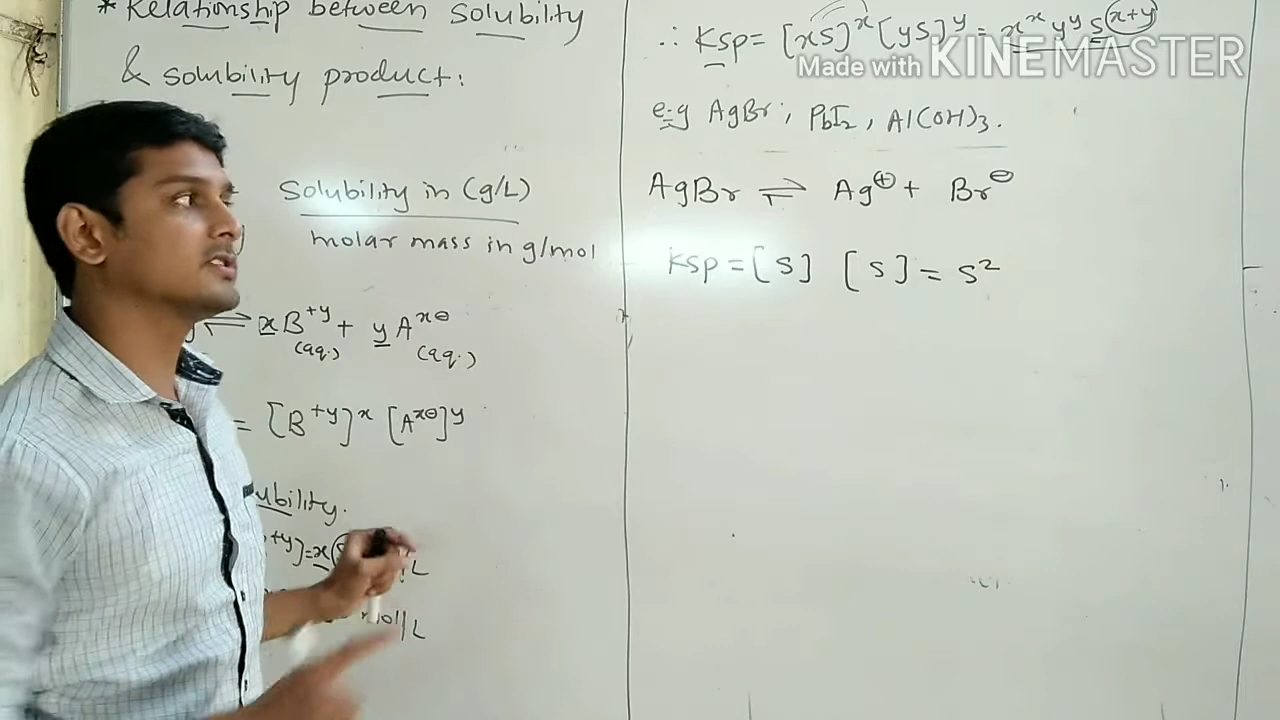 * Relationship between Solubility
& solubility product:
Solubility in (g/L)
molar mass in g/mol
⇌ xB⁺ʸ + yAˣ⊖
(aq.) (aq.)
= [B⁺ʸ]ˣ [Aˣ⊖]ʸ
ubility.
⁺ʸ]=x
L
mol/L
∴ Ksp = [xS]ˣ [yS]ʸ = xˣ yʸ S⁽ˣ⁺ʸ⁾
Made with KINEMASTER
e.g AgBr, PbI₂, Al(OH)₃.
AgBr ⇌ Ag⊕ + Br⊖
Ksp = [S] [S] = S²